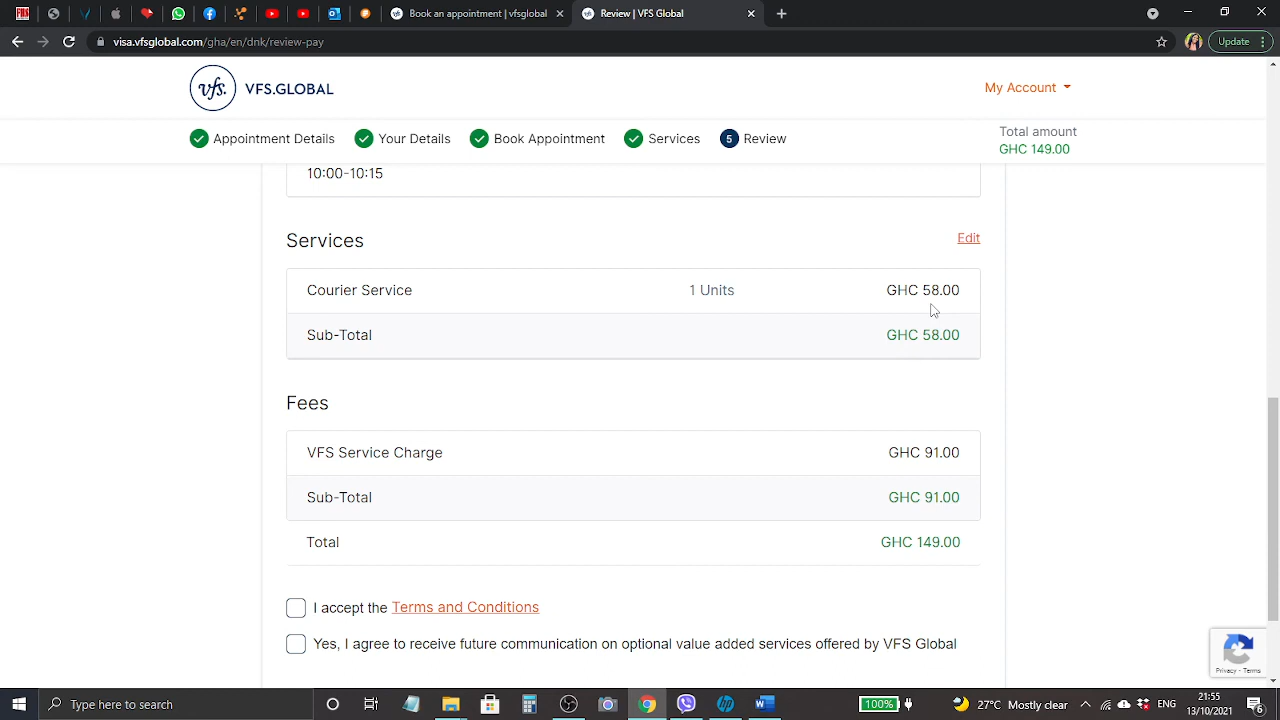 Book an appointment | vfsglobal
Review | VFS Global
visa.vfsglobal.com/gha/en/dnk/review-pay
Update
vfs.
VFS.GLOBAL
My Account
Appointment Details
Your Details
Book Appointment
Services
5
Review
Total amount
GHC 149.00
10:00-10:15
Services
Edit
Courier Service 1 Units GHC 58.00
Sub-Total GHC 58.00
Fees
VFS Service Charge GHC 91.00
Sub-Total GHC 91.00
Total GHC 149.00
I accept the Terms and Conditions
Yes, I agree to receive future communication on optional value added services offered by VFS Global
Privacy - Terms
Type here to search
100%
27°C Mostly clear
ENG
21:55
13/10/2021
6